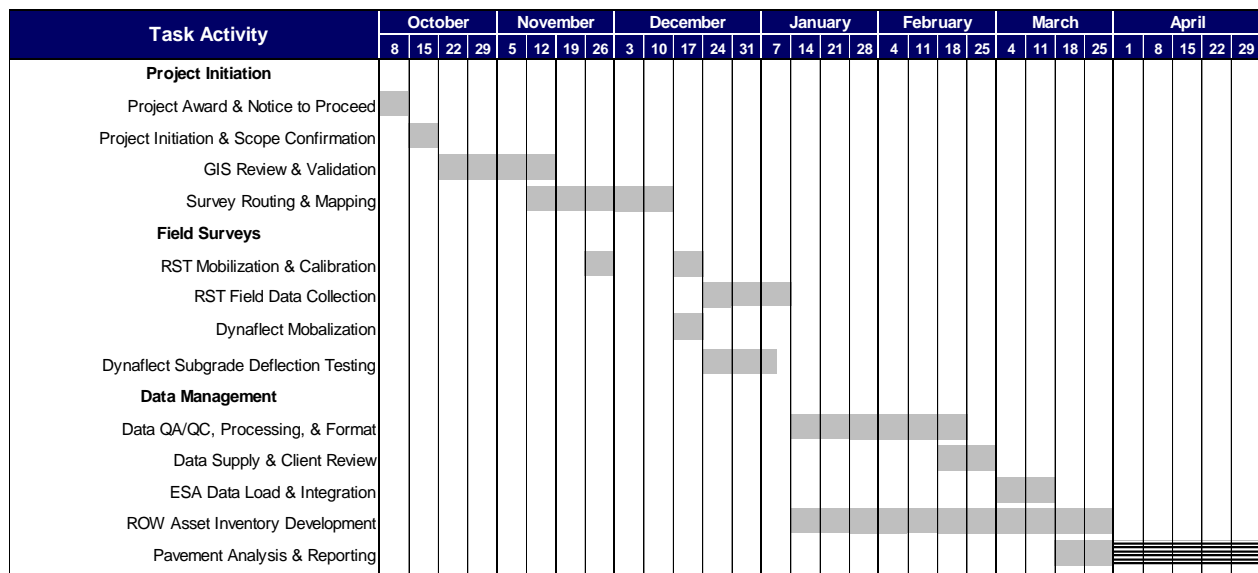 Task Activity
October November December January February March April
8 15 22 29 5 12 19 26 3 10 17 24 31 7 14 21 28 4 11 18 25 4 11 18 25 1 8 15 22 29
Project Initiation
Project Award & Notice to Proceed
Project Initiation & Scope Confirmation
GIS Review & Validation
Survey Routing & Mapping
Field Surveys
RST Mobilization & Calibration
RST Field Data Collection
Dynaflect Mobalization
Dynaflect Subgrade Deflection Testing
Data Management
Data QA/QC, Processing, & Format
Data Supply & Client Review
ESA Data Load & Integration
ROW Asset Inventory Development
Pavement Analysis & Reporting